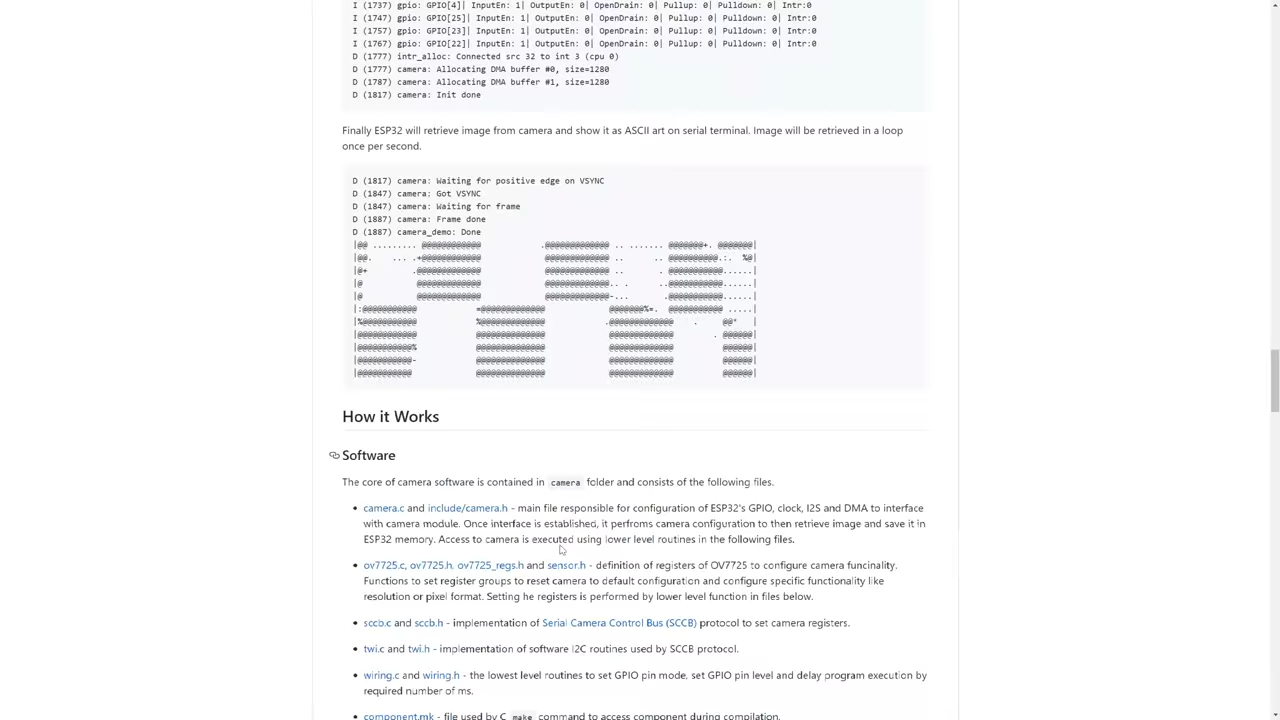 I (1737) gpio: GPIO[4]| InputEn: 1| OutputEn: 0| OpenDrain: 0| Pullup: 0| Pulldown: 0| Intr:0
I (1747) gpio: GPIO[25]| InputEn: 1| OutputEn: 0| OpenDrain: 0| Pullup: 0| Pulldown: 0| Intr:0
I (1757) gpio: GPIO[23]| InputEn: 1| OutputEn: 0| OpenDrain: 0| Pullup: 0| Pulldown: 0| Intr:0
I (1767) gpio: GPIO[22]| InputEn: 1| OutputEn: 0| OpenDrain: 0| Pullup: 0| Pulldown: 0| Intr:0
D (1777) intr_alloc: Connected src 32 to int 3 (cpu 0)
D (1777) camera: Allocating DMA buffer #0, size=1280
D (1787) camera: Allocating DMA buffer #1, size=1280
D (1817) camera: Init done
Finally ESP32 will retrieve image from camera and show it as ASCII art on serial terminal. Image will be retrieved in a loop
once per second.
D (1817) camera: Waiting for positive edge on VSYNC
D (1847) camera: Got VSYNC
D (1847) camera: Waiting for frame
D (1887) camera: Frame done
D (1887) camera_demo: Done
How it Works
Software
The core of camera software is contained in camera folder and consists of the following files.
• camera.c and include/camera.h - main file responsible for configuration of ESP32's GPIO, clock, I2S and DMA to interface
with camera module. Once interface is established, it perfroms camera configuration to then retrieve image and save it in
ESP32 memory. Access to camera is executed using lower level routines in the following files.
• ov7725.c, ov7725.h, ov7725_regs.h and sensor.h - definition of registers of OV7725 to configure camera funcinality.
Functions to set register groups to reset camera to default configuration and configure specific functionality like
resolution or pixel format. Setting he registers is performed by lower level function in files below.
• sccb.c and sccb.h - implementation of Serial Camera Control Bus (SCCB) protocol to set camera registers.
• twi.c and twi.h - implementation of software I2C routines used by SCCB protocol.
• wiring.c and wiring.h - the lowest level routines to set GPIO pin mode, set GPIO pin level and delay program execution by
required number of ms.
• component.mk - file used by C make command to access component during compilation.